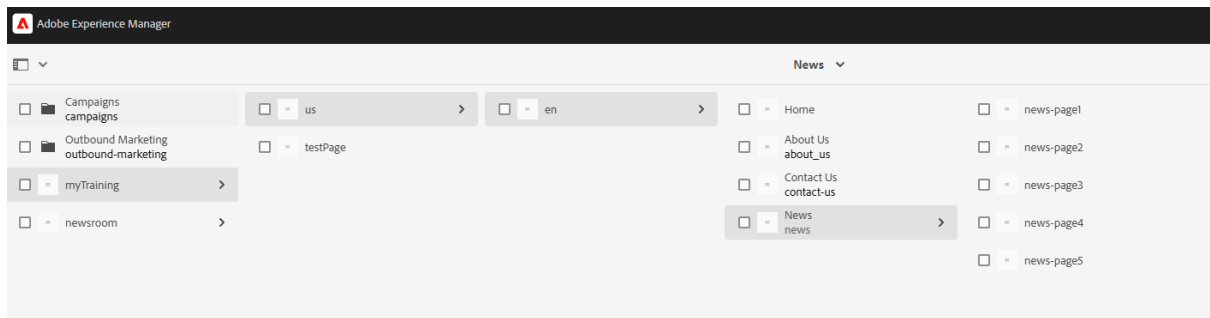 Adobe Experience Manager
News
Campaigns
campaigns
Outbound Marketing
outbound-marketing
myTraining
newsroom
us
testPage
en
Home
About Us
about_us
Contact Us
contact-us
News
news
news-page1
news-page2
news-page3
news-page4
news-page5